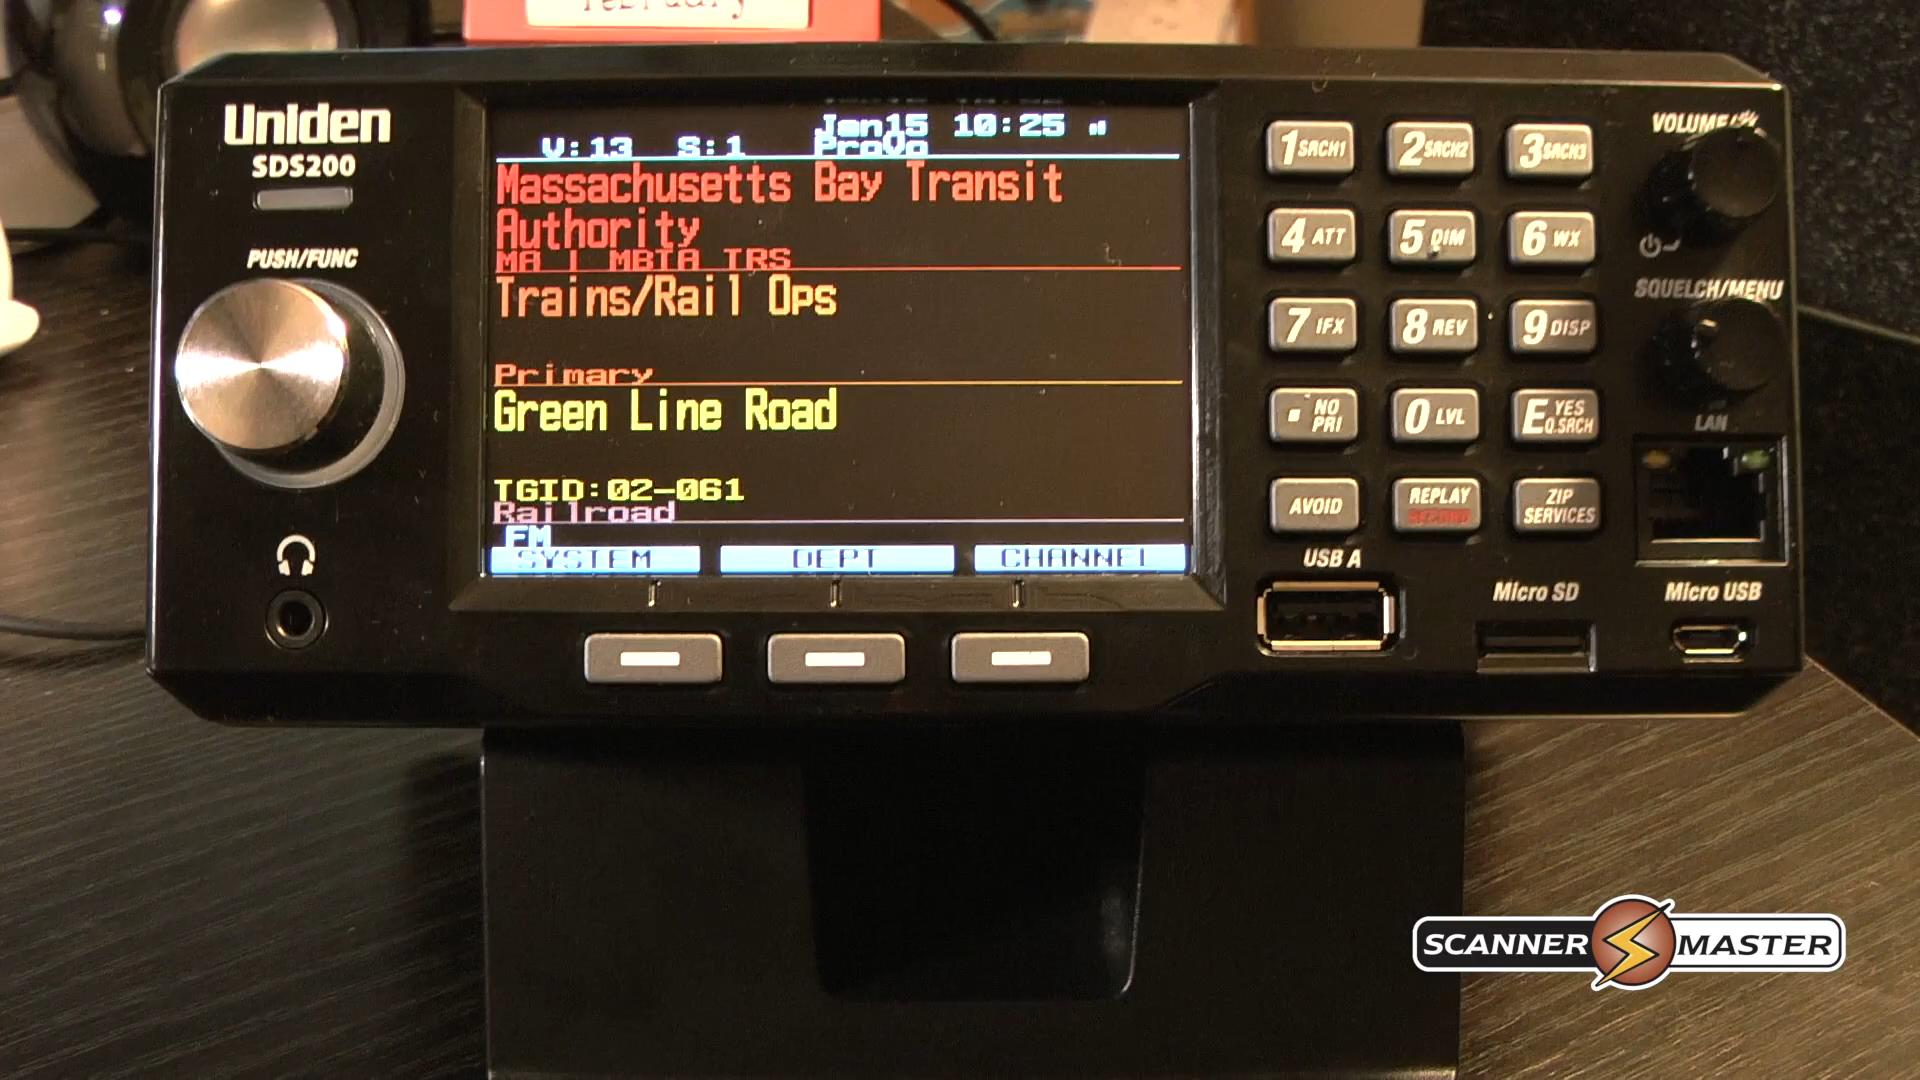 February
Uniden
SDS200
PUSH/FUNC
Jan15 10:25
V:13 S:1
Massachusetts Bay Transit
Authority
MA | MBTA TRS
Trains/Rail Ops
Primary
Green Line Road
TGID:02-061
Railroad
FM
SYSTEM DEPT CHANNEL
1 SRCH1 2 SRCH2 3 SRCH3
4 ATT 5 DIM 6 WX
7 IFX 8 REV 9 DISP
. NO PRI 0 LVL E YES Q.SRCH
AVOID REPLAY RECORD ZIP SERVICES
VOLUME/
SQUELCH/MENU
LAN
USB A
Micro SD
Micro USB
SCANNER MASTER